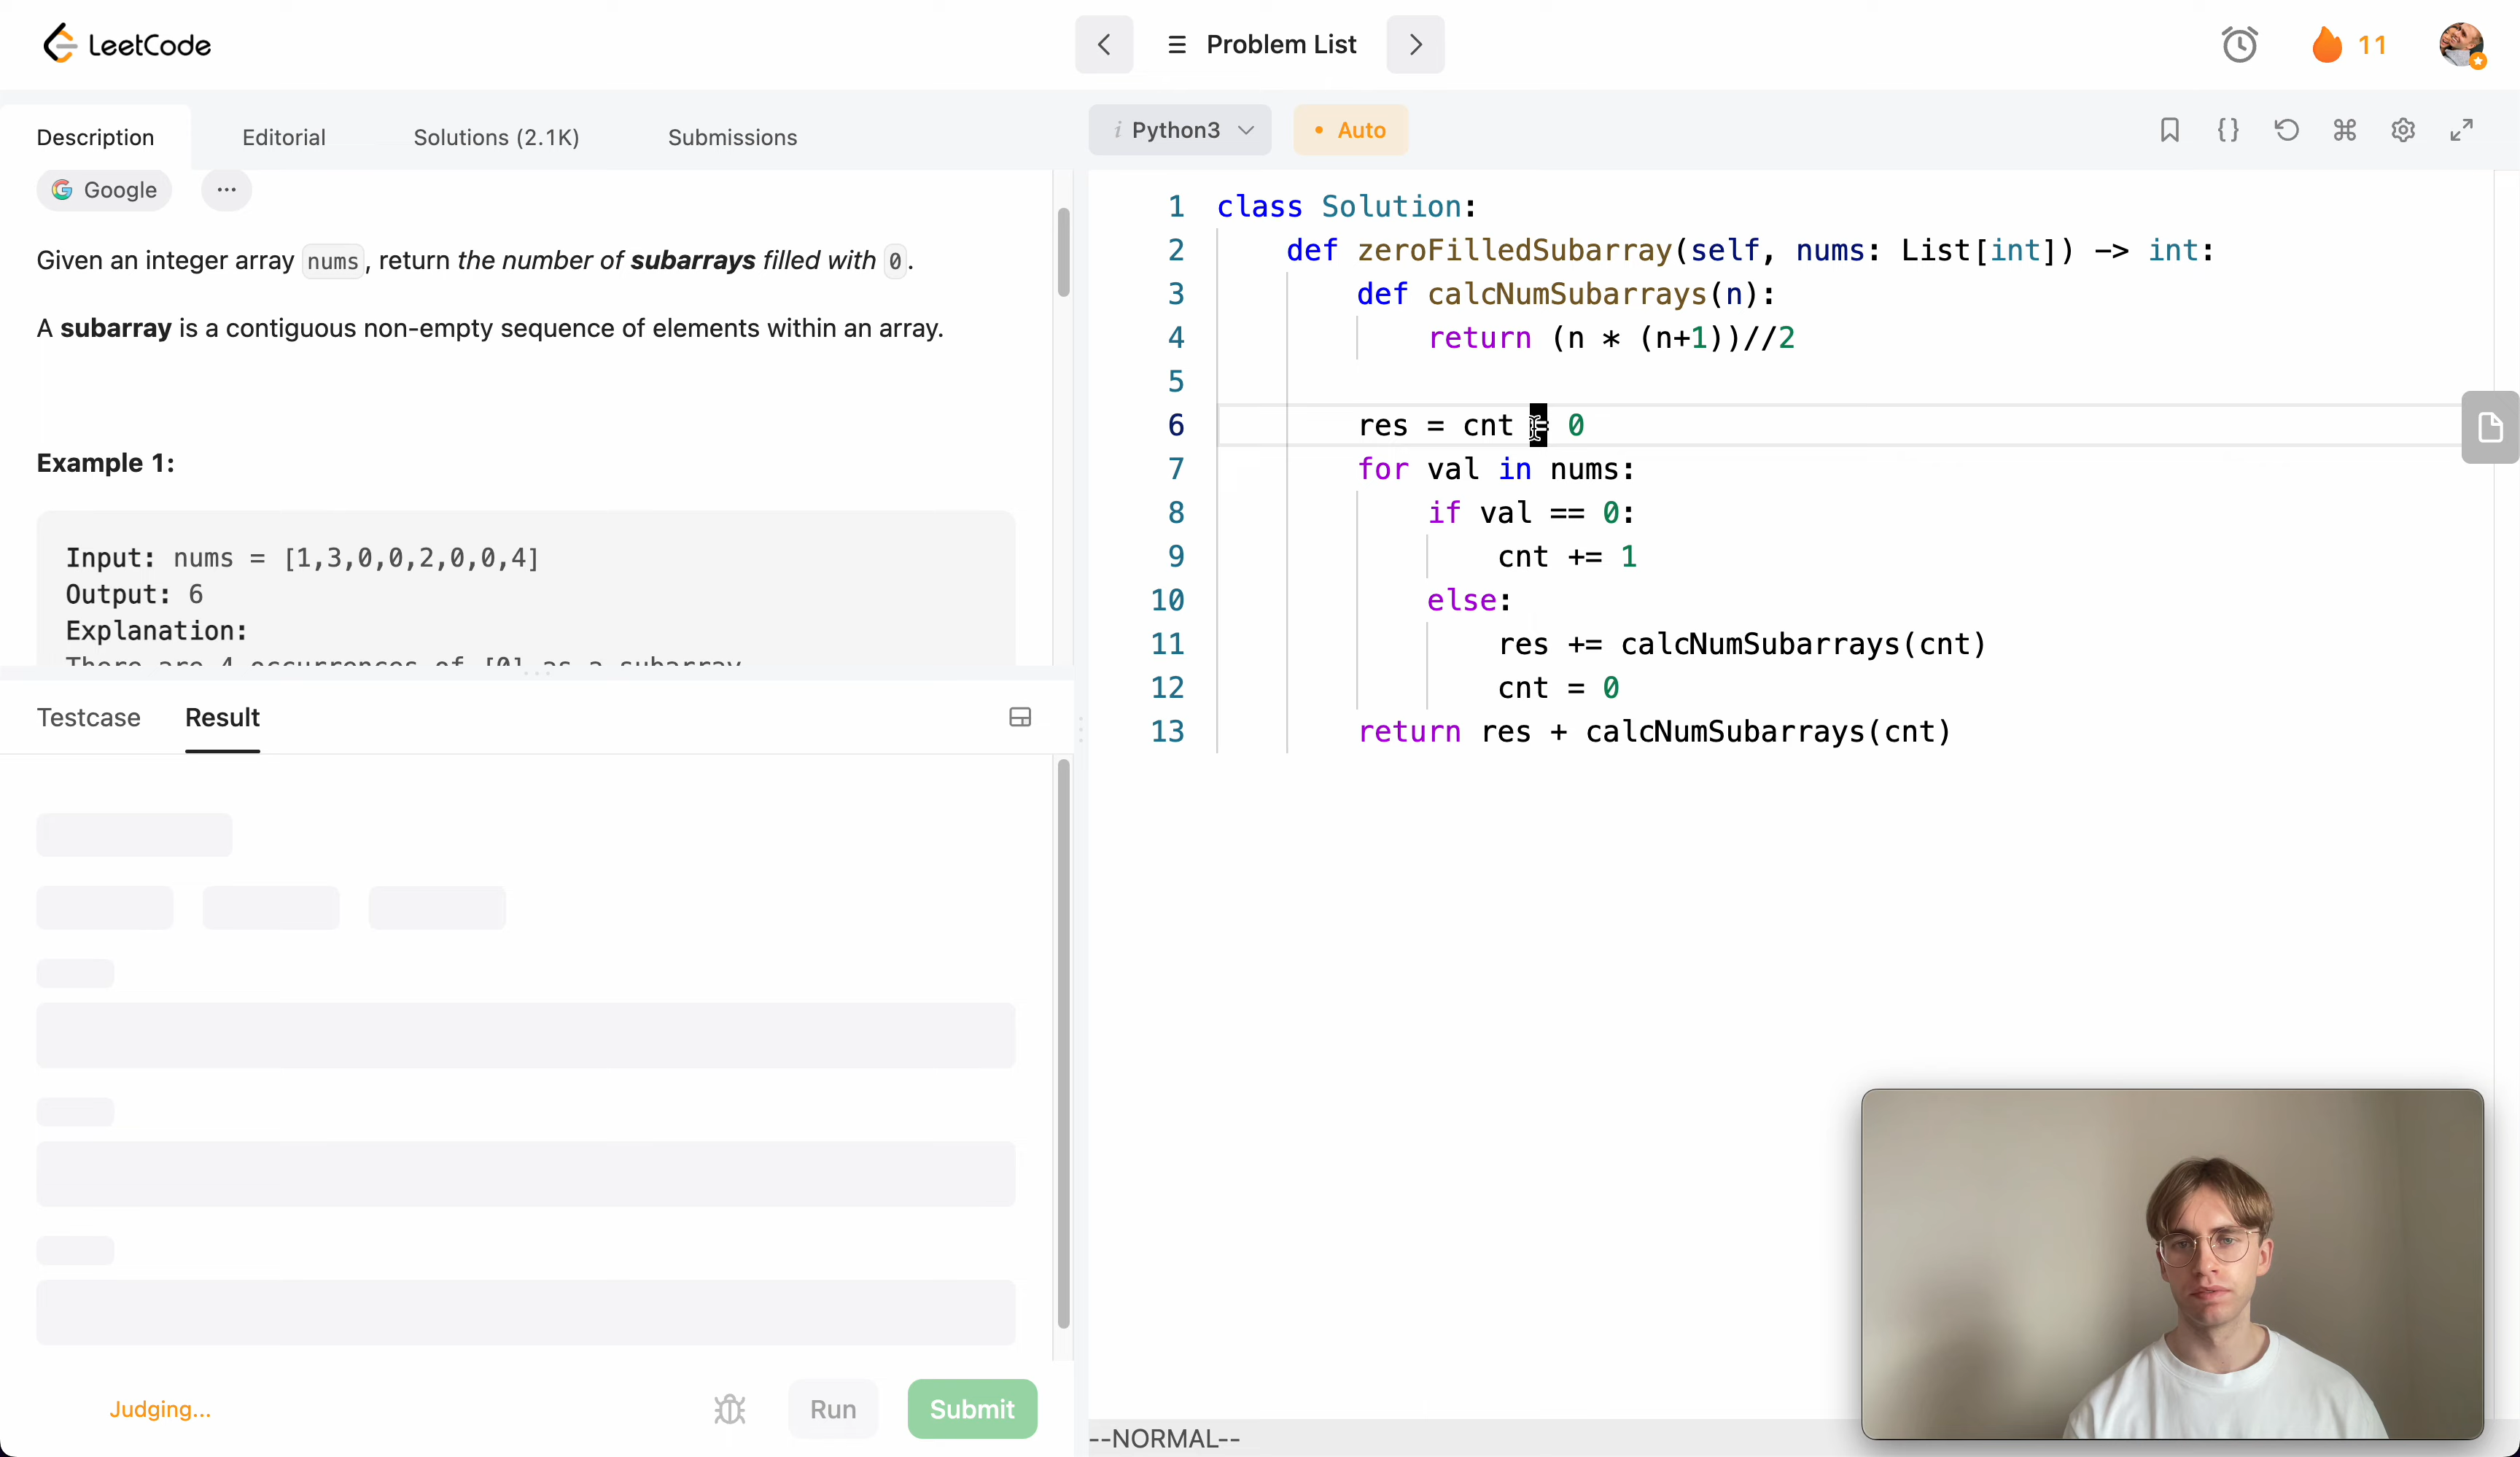 LeetCode
Problem List
11
Description
Editorial
Solutions (2.1K)
Submissions
Google
Given an integer array nums, return the number of subarrays filled with 0.
A subarray is a contiguous non-empty sequence of elements within an array.
Example 1:
Input: nums = [1,3,0,0,2,0,0,4]
Output: 6
Explanation:
There are 4 occurrences of [0] as a subarray
Testcase
Result
Judging...
Run
Submit
i Python3
• Auto
1 class Solution:
2 def zeroFilledSubarray(self, nums: List[int]) -> int:
3 def calcNumSubarrays(n):
4 return (n * (n+1))//2
5
6 res = cnt = 0
7 for val in nums:
8 if val == 0:
9 cnt += 1
10 else:
11 res += calcNumSubarrays(cnt)
12 cnt = 0
13 return res + calcNumSubarrays(cnt)
--NORMAL--